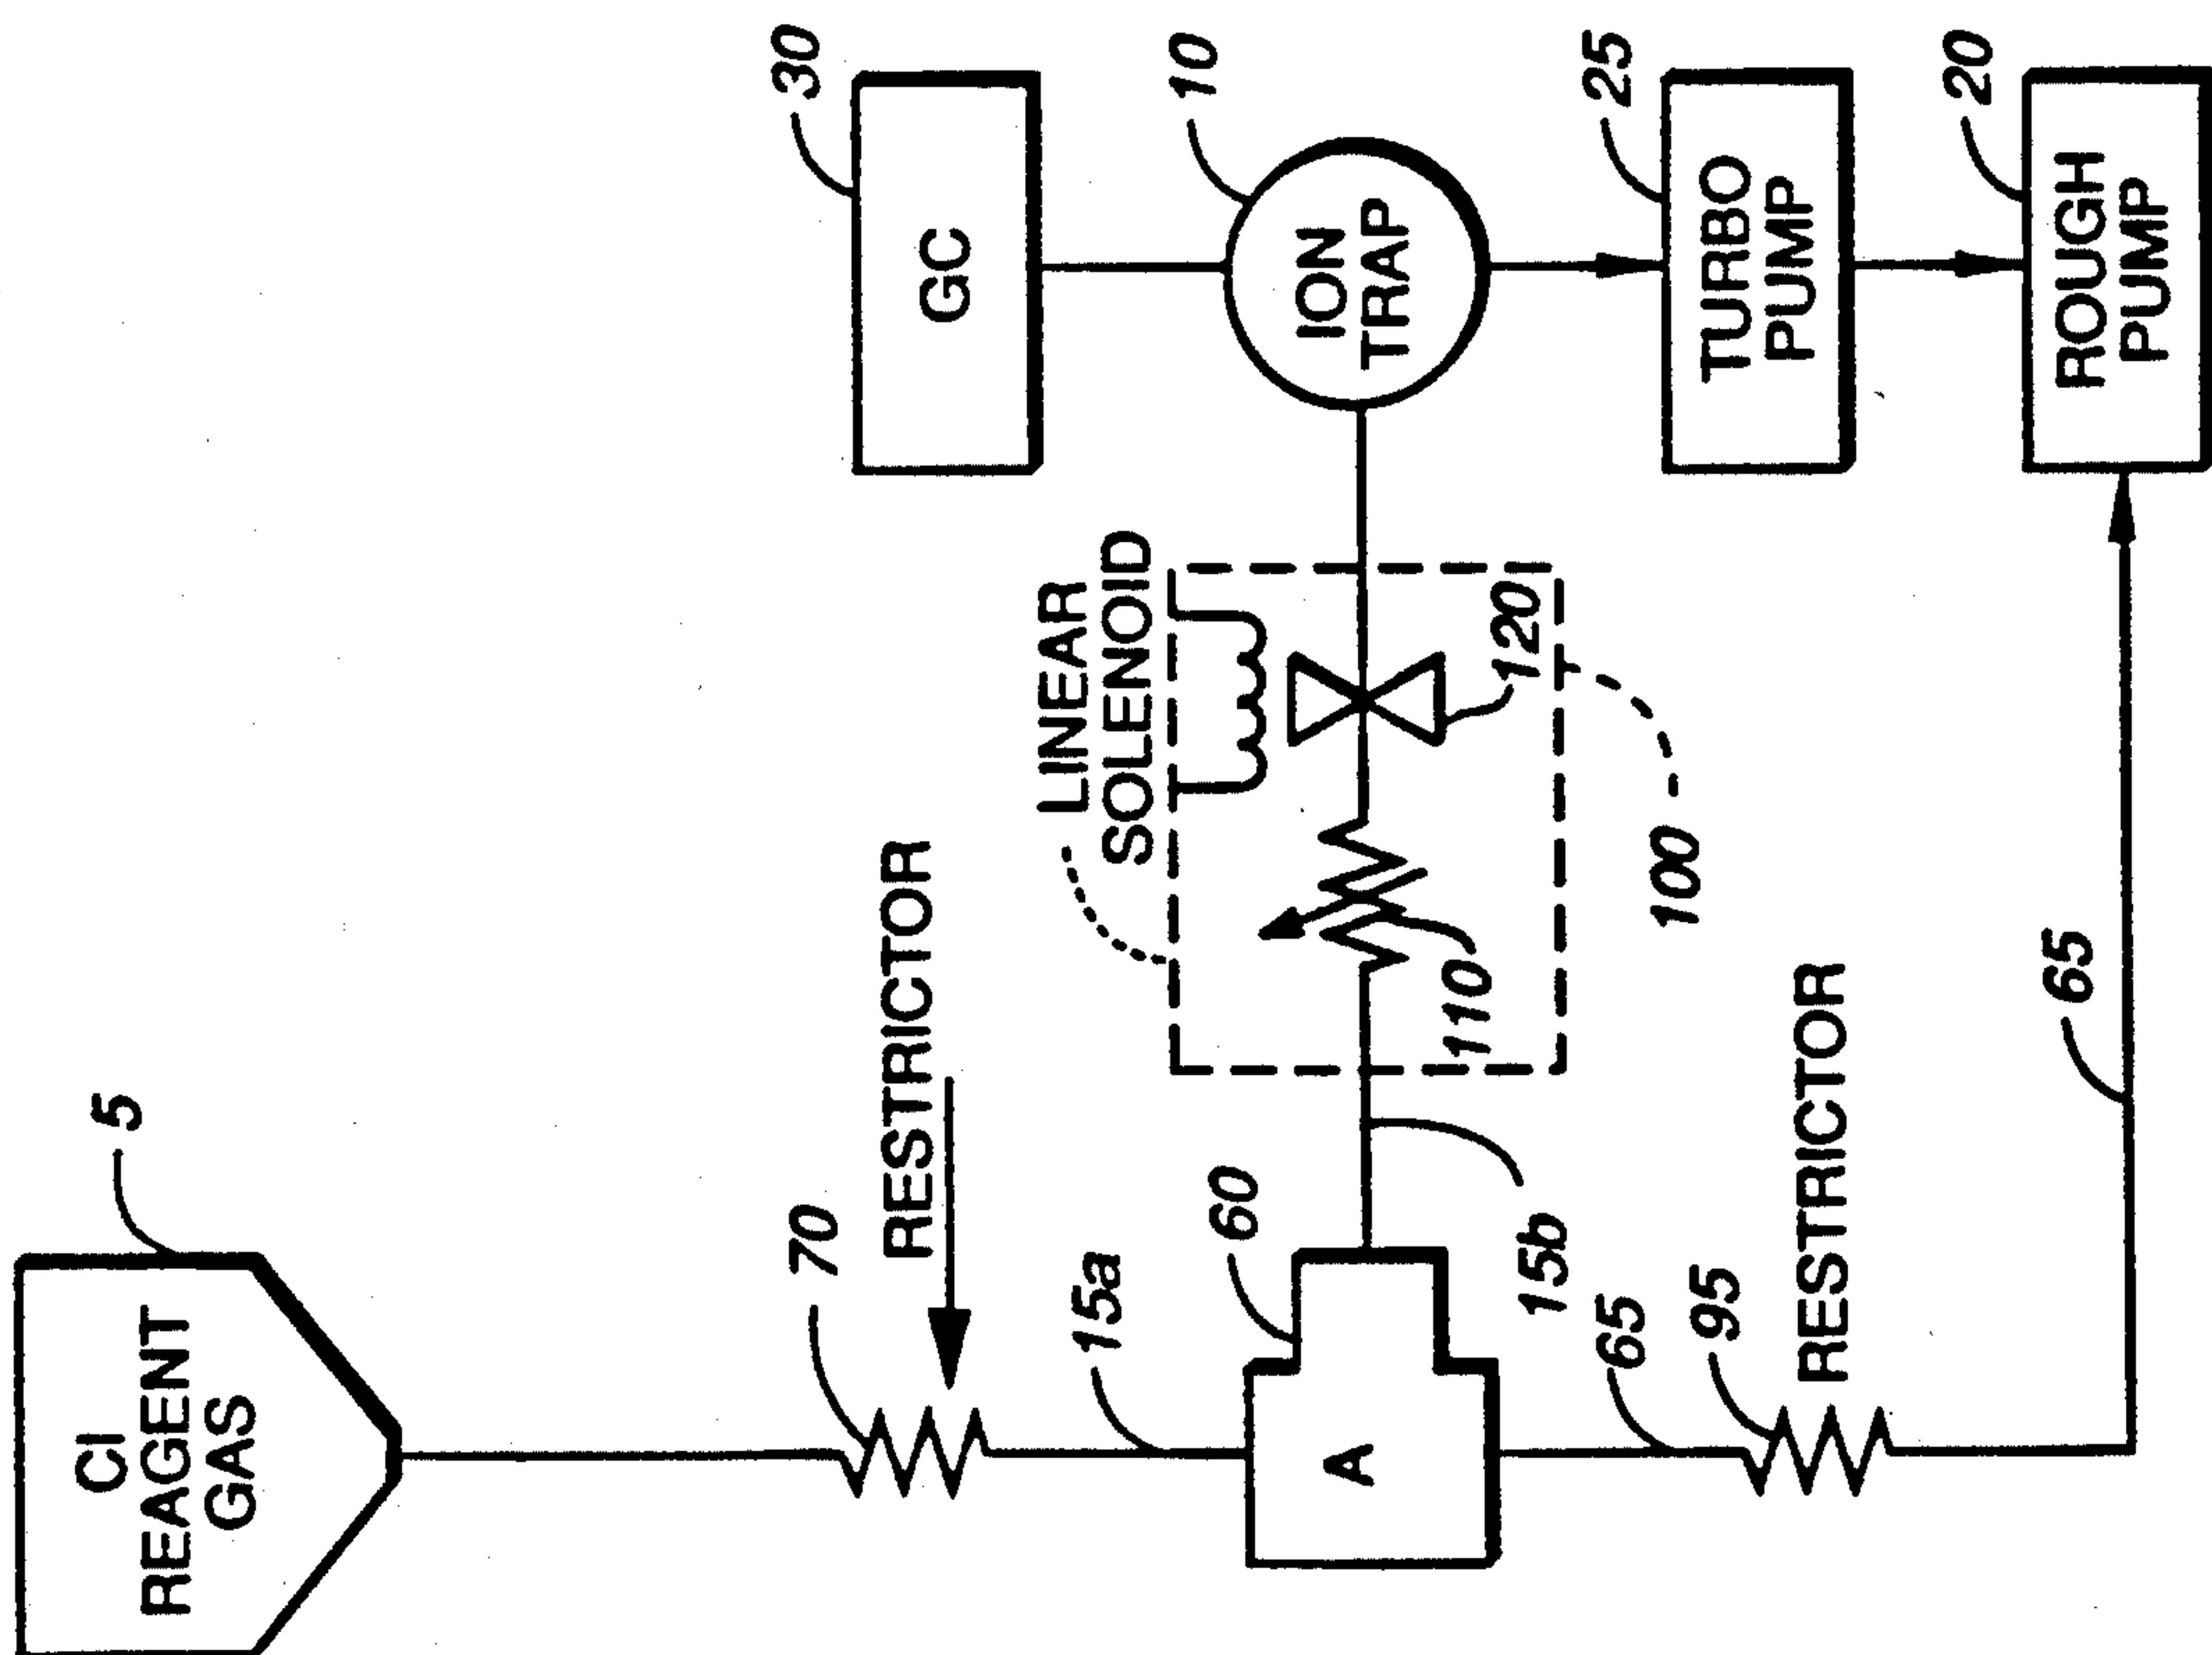 CI
REAGENT
GAS
5
70
RESTRICTOR
15a
60
A
15b
65
95
RESTRICTOR
65
LINEAR
SOLENOID
110
120
100
30
GC
10
ION
TRAP
25
TURBO
PUMP
20
ROUGH
PUMP